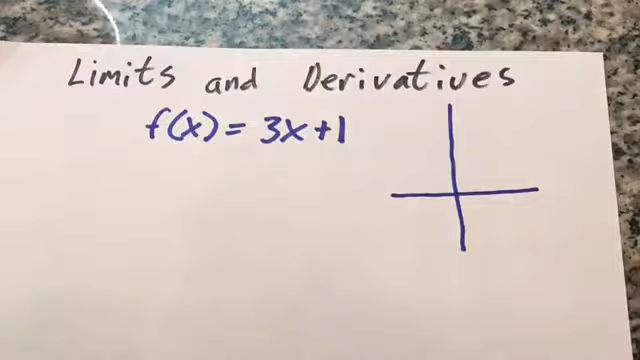 Limits and Derivatives
f(x) = 3x+1